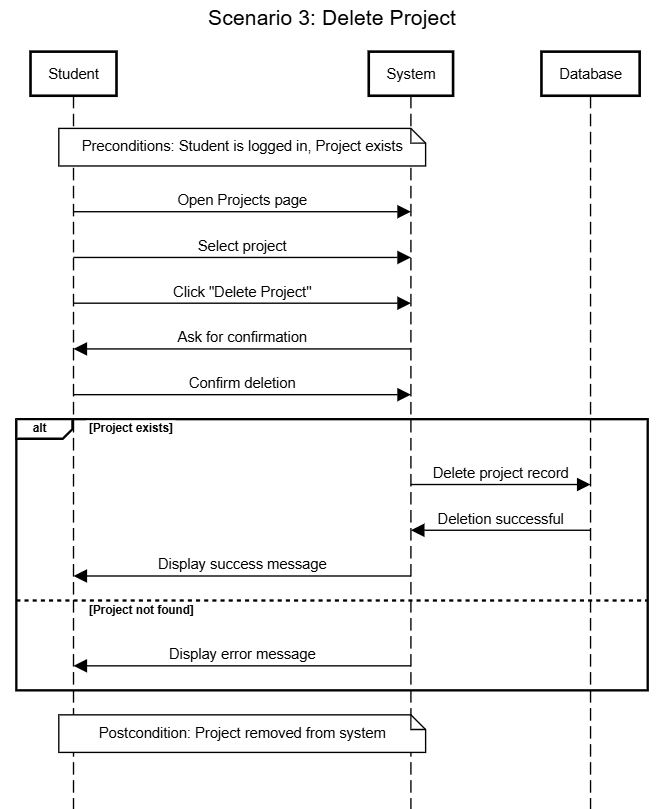 Scenario 3: Delete Project
Student
System
Database
Preconditions: Student is logged in, Project exists
Open Projects page
Select project
Click "Delete Project"
Ask for confirmation
Confirm deletion
alt
[Project exists]
Delete project record
Deletion successful
Display success message
[Project not found]
Display error message
Postcondition: Project removed from system